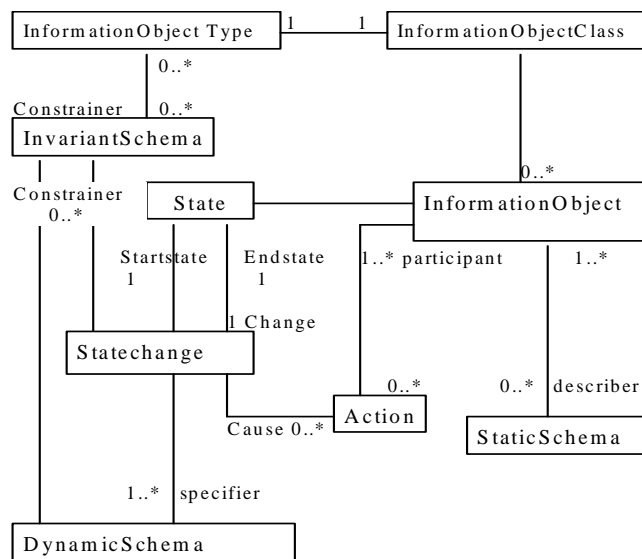 InformationObject Type
1
1
InformationObjectClass
0..*
Constrainer
0..*
InvariantSchema
Constrainer
0..*
0..*
State
InformationObject
Startstate
1
Endstate
1
1..* participant
1..*
1 Change
Statechange
0..*
0..* describer
Action
Cause 0..*
StaticSchema
1..* specifier
DynamicSchema